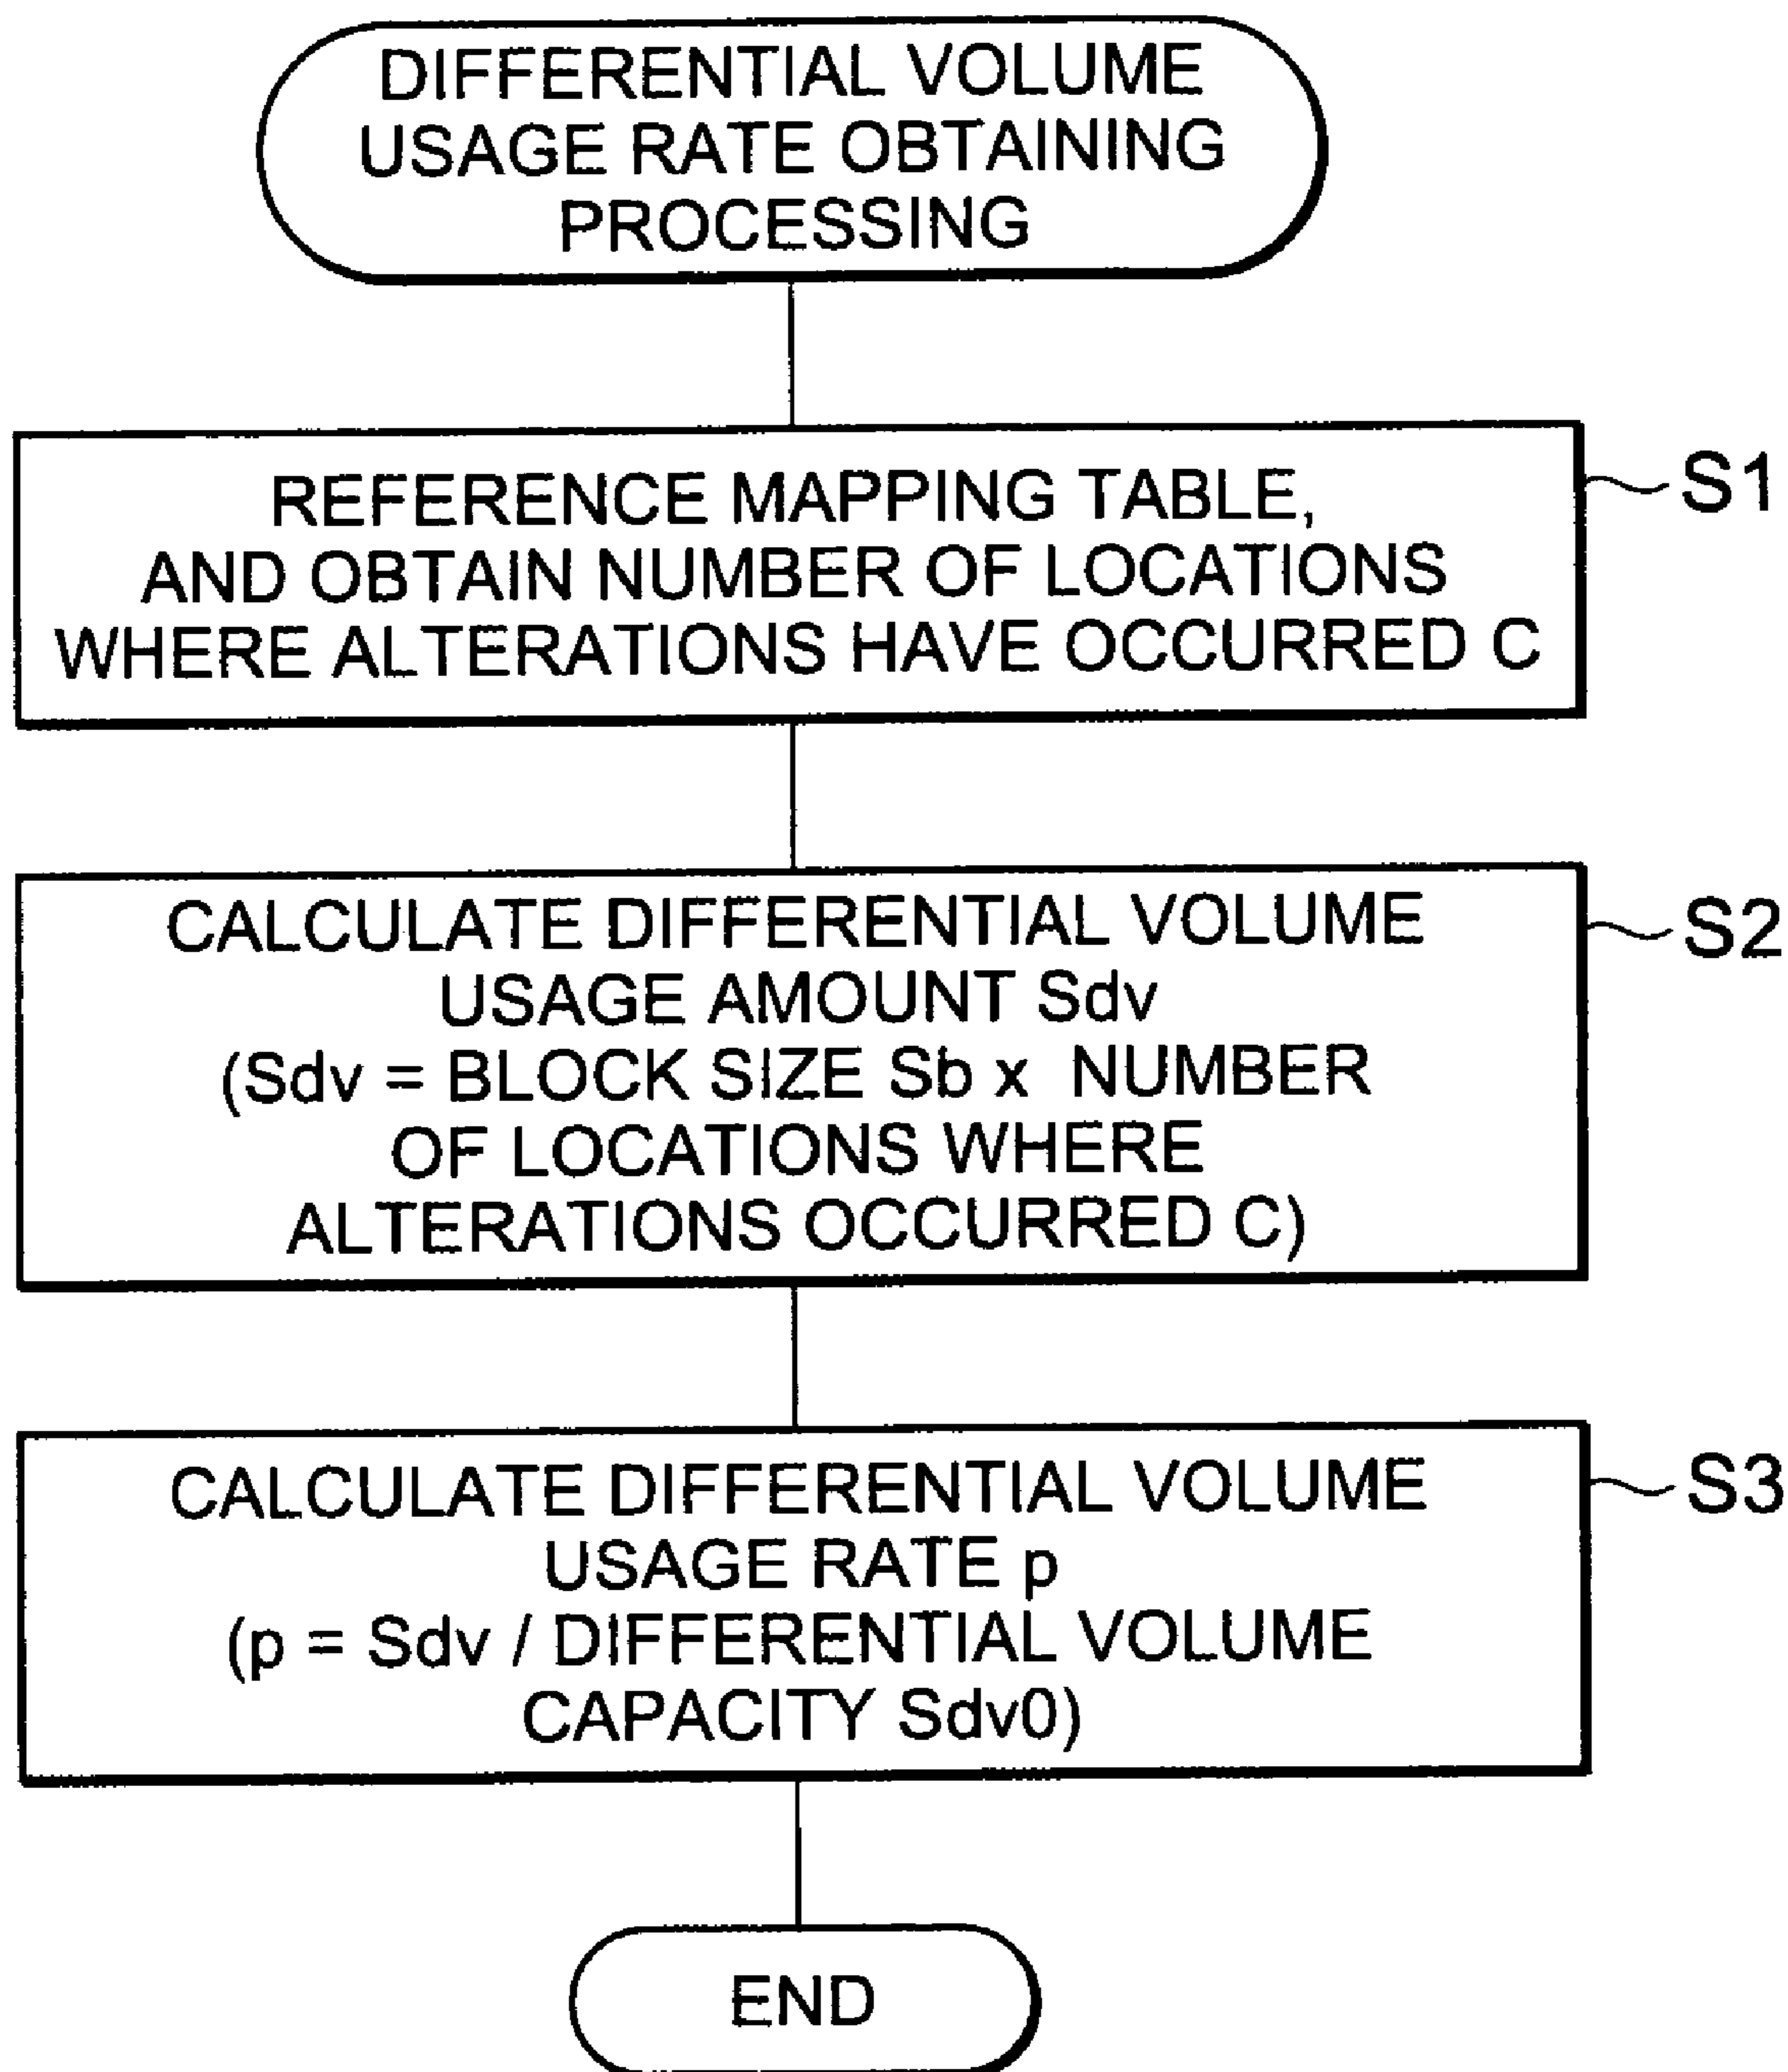 DIFFERENTIAL VOLUME
USAGE RATE OBTAINING
PROCESSING
REFERENCE MAPPING TABLE,
AND OBTAIN NUMBER OF LOCATIONS
WHERE ALTERATIONS HAVE OCCURRED C
S1
CALCULATE DIFFERENTIAL VOLUME
USAGE AMOUNT Sdv
(Sdv = BLOCK SIZE Sb x NUMBER
OF LOCATIONS WHERE
ALTERATIONS OCCURRED C)
S2
CALCULATE DIFFERENTIAL VOLUME
USAGE RATE p
(p = Sdv / DIFFERENTIAL VOLUME
CAPACITY Sdv0)
S3
END